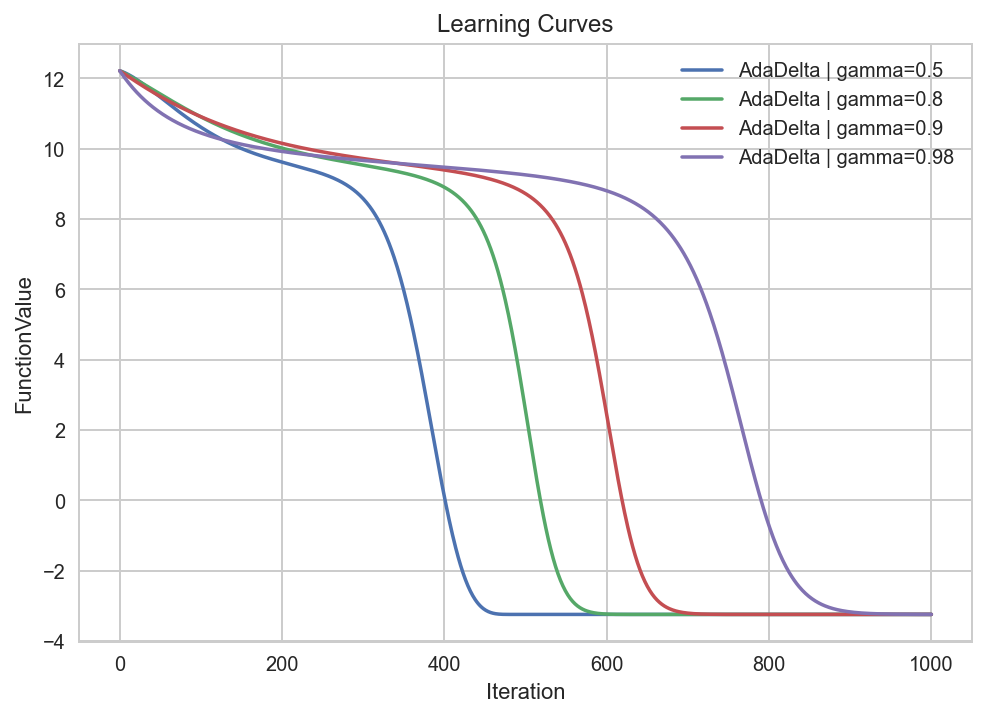 Learning Curves
AdaDelta | gamma=0.5
AdaDelta | gamma=0.8
AdaDelta | gamma=0.9
AdaDelta | gamma=0.98
12
10
8
6
4
2
0
−2
−4
FunctionValue
0 200 400 600 800 1000
Iteration